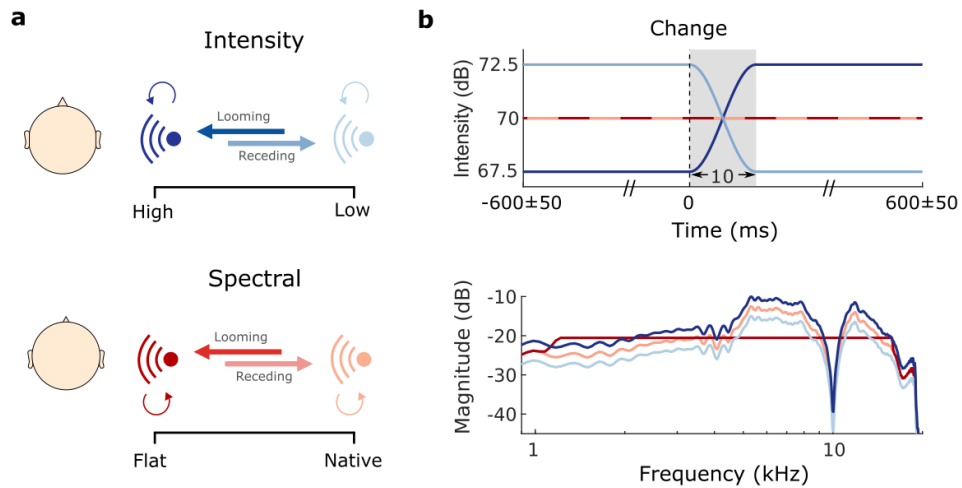 a
Intensity
Looming
Receding
High
Low
Spectral
Looming
Receding
Flat
Native
b
Change
Intensity (dB)
72.5
70
67.5
10
-600±50
//
0
//
600±50
Time (ms)
Magnitude (dB)
-10
-20
-30
-40
1
10
Frequency (kHz)